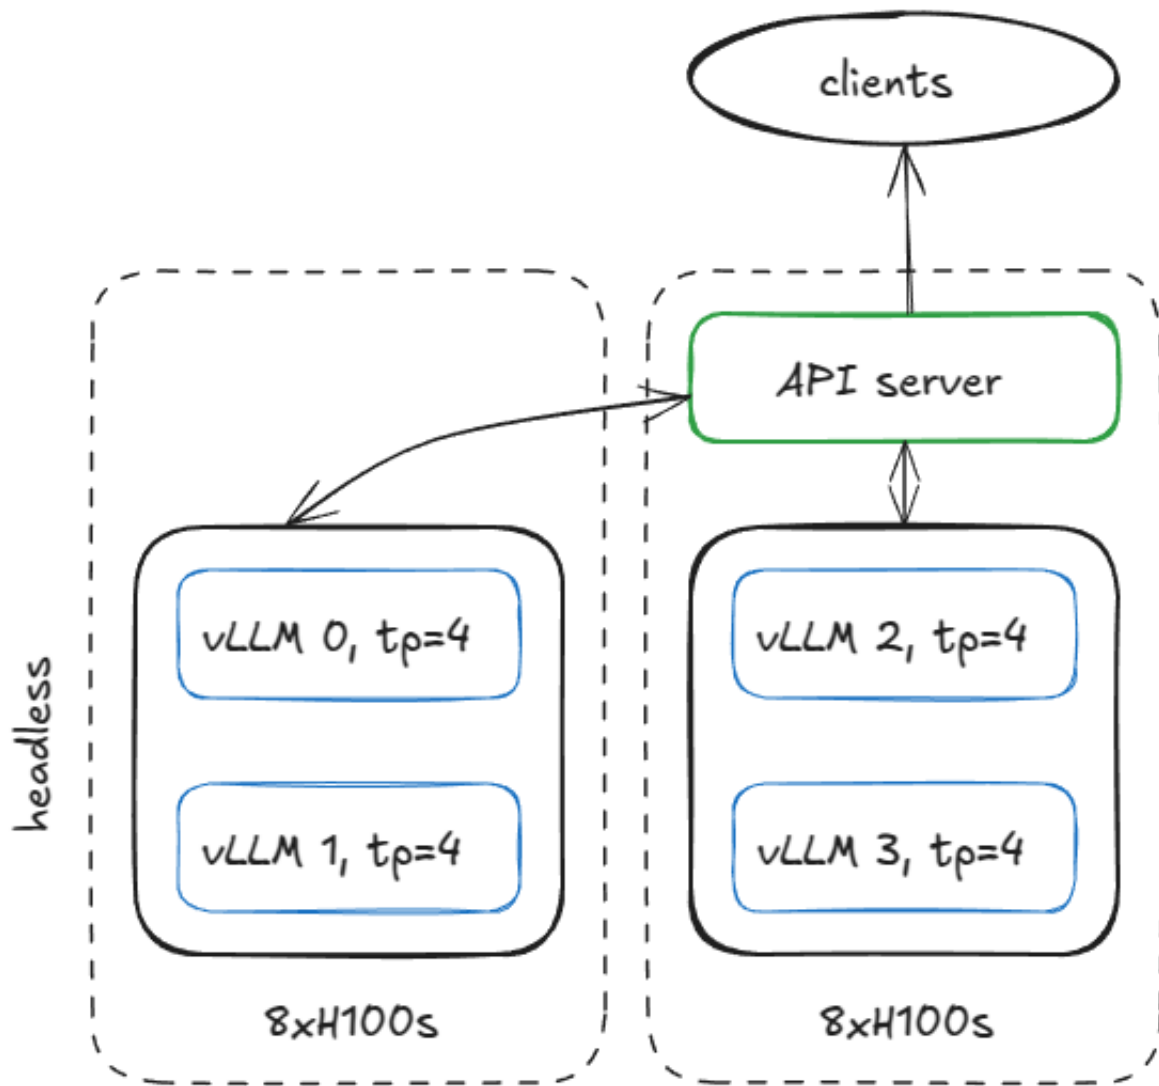 clients
API server
headless
vLLM 0, tp=4
vLLM 1, tp=4
8xH100s
vLLM 2, tp=4
vLLM 3, tp=4
8xH100s